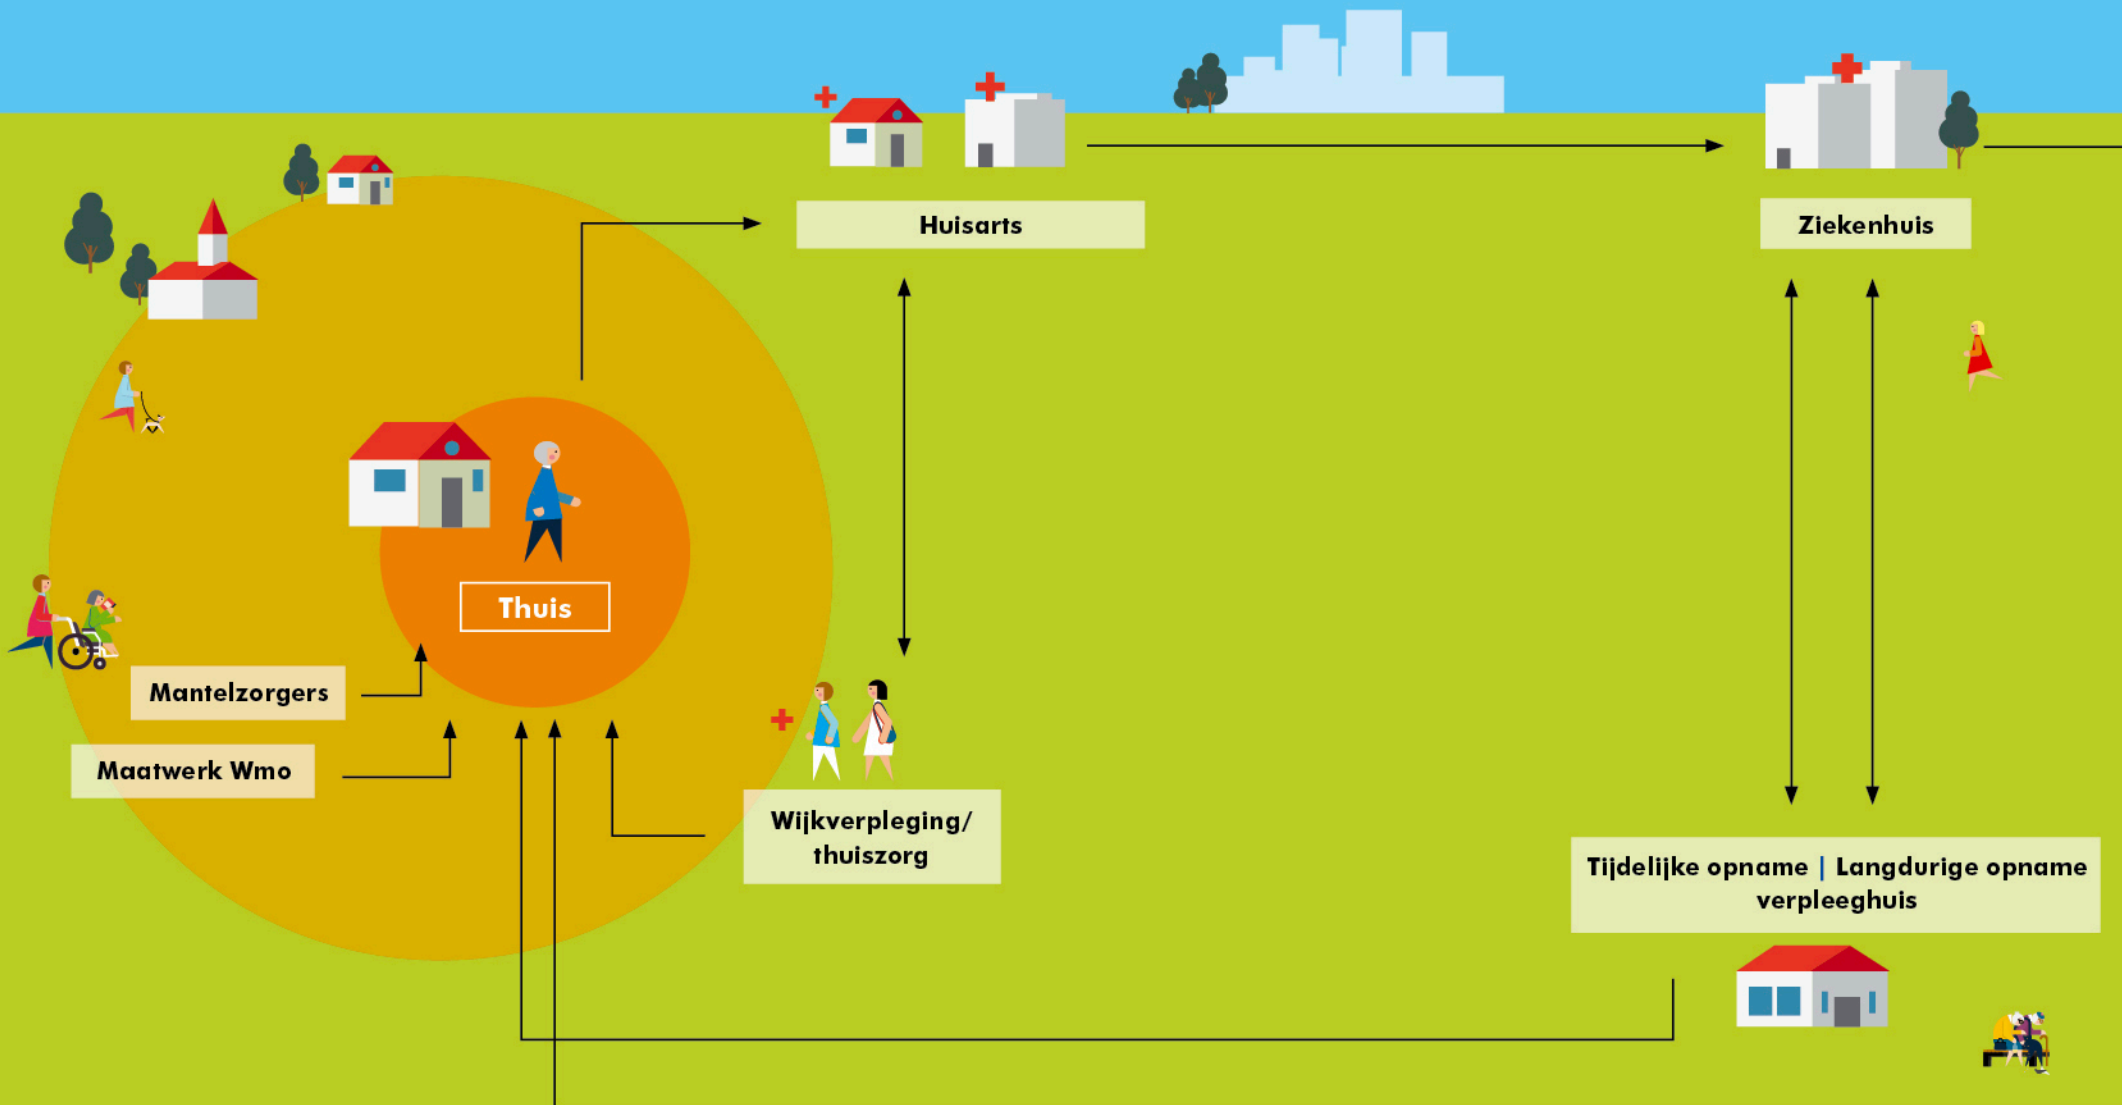 Huisarts
Ziekenhuis
Thuis
Mantelzorgers
Maatwerk Wmo
Wijkverpleging/
thuiszorg
Tijdelijke opname | Langdurige opname
verpleeghuis